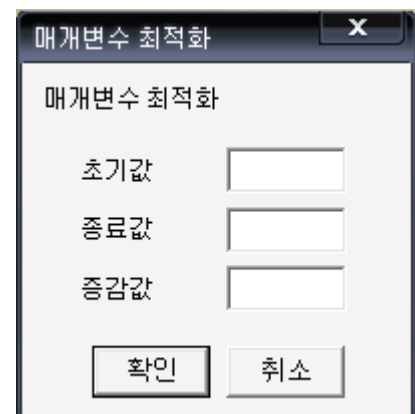 매개변수 최적화
매개변수 최적화
초기값
종료값
증감값
확인 취소